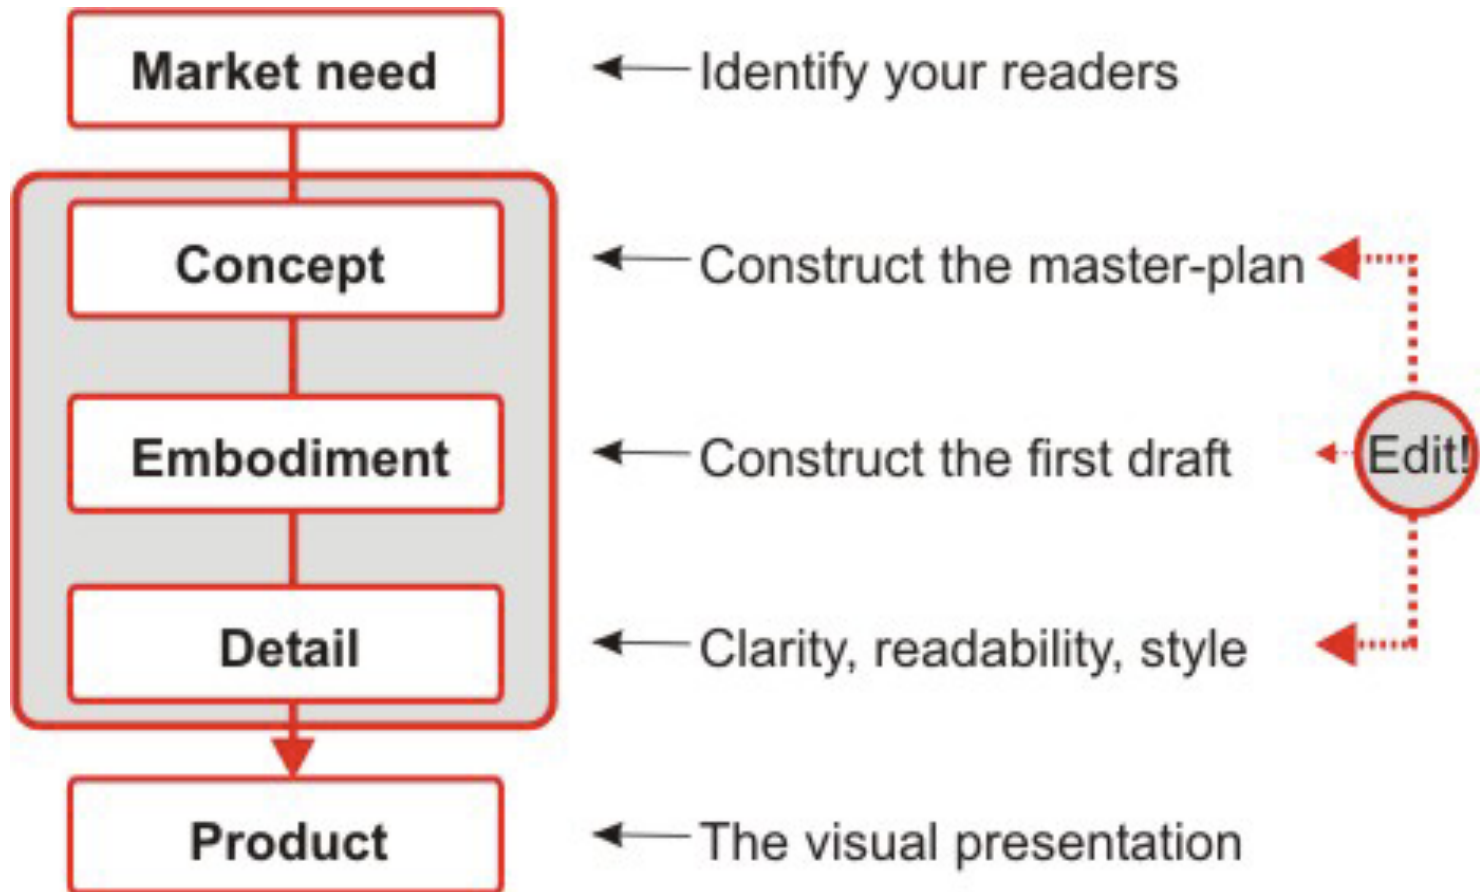 Market need
Identify your readers
Concept
Construct the master-plan
Embodiment
Construct the first draft
Edit!
Detail
Clarity, readability, style
Product
The visual presentation